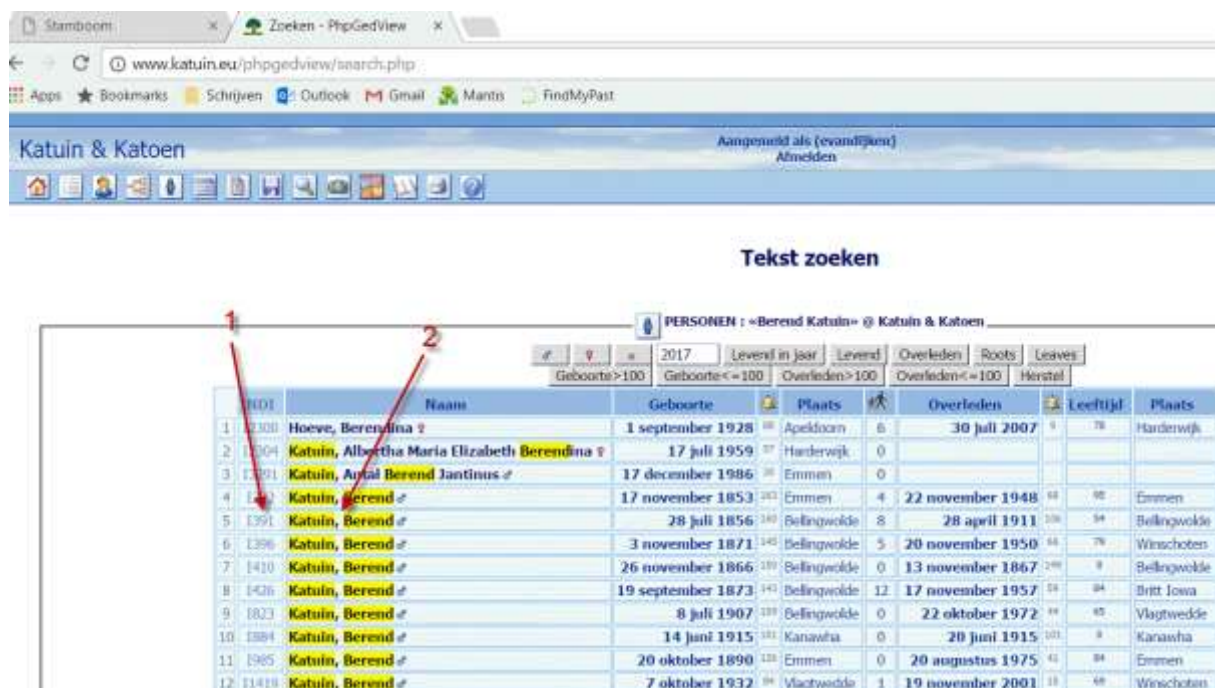 Stamboom
Zoeken - PhpGedView
www.katuin.eu/phpgedview/search.php
Apps Bookmarks Schrijven Outlook Gmail Mantis FindMyPast
Katuin & Katoen
Aangemeld als (evandijken)
Afmelden
Tekst zoeken
1
2
PERSONEN : «Berend Katuin» @ Katuin & Katoen
2017 Levend in jaar Levend Overleden Roots Leaves
Geboorte>100 Geboorte<=100 Overleden>100 Overleden<=100 Herstel
Naam Geboorte Plaats Overleden Leeftijd Plaats
1 Hoeve, Berendina 1 september 1928 Apeldoorn 6 30 juli 2007 Harderwijk
2 Katuin, Albertha Maria Elizabeth Berendina 17 juli 1959 Harderwijk 0
3 Katuin, Antal Berend Jantinus 17 december 1986 Emmen 0
4 Katuin, Berend 17 november 1853 Emmen 4 22 november 1948 Emmen
5 I391 Katuin, Berend 28 juli 1856 Bellingwolde 8 28 april 1911 54 Bellingwolde
6 I396 Katuin, Berend 3 november 1871 Bellingwolde 5 20 november 1950 Winschoten
7 I410 Katuin, Berend 26 november 1866 Bellingwolde 0 13 november 1867 Bellingwolde
8 I426 Katuin, Berend 19 september 1873 Bellingwolde 12 17 november 1957 84 Britt Iowa
9 I823 Katuin, Berend 8 juli 1907 Bellingwolde 0 22 oktober 1972 65 Vlagtwedde
10 I884 Katuin, Berend 14 juni 1915 Kanawha 0 20 juni 1915 Kanawha
11 I985 Katuin, Berend 20 oktober 1890 Emmen 0 20 augustus 1975 84 Emmen
12 I1419 Katuin, Berend 7 oktober 1932 Vlagtwedde 1 19 november 2001 Winschoten